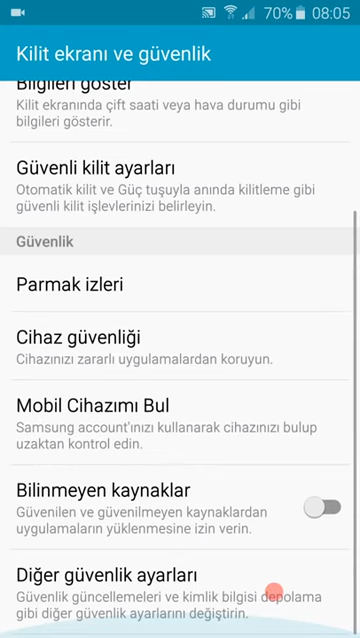 70% 08:05
Kilit ekranı ve güvenlik
Bilgileri göster
Kilit ekranında çift saati veya hava durumu gibi
bilgileri gösterir.
Güvenli kilit ayarları
Otomatik kilit ve Güç tuşuyla anında kilitleme gibi
güvenli kilit işlevlerinizi belirleyin.
Güvenlik
Parmak izleri
Cihaz güvenliği
Cihazınızı zararlı uygulamalardan koruyun.
Mobil Cihazımı Bul
Samsung account'ınızı kullanarak cihazınızı bulup
uzaktan kontrol edin.
Bilinmeyen kaynaklar
Güvenilen ve güvenilmeyen kaynaklardan
uygulamaların yüklenmesine izin verin.
Diğer güvenlik ayarları
Güvenlik güncellemeleri ve kimlik bilgisi depolama
gibi diğer güvenlik ayarlarını değiştirin.